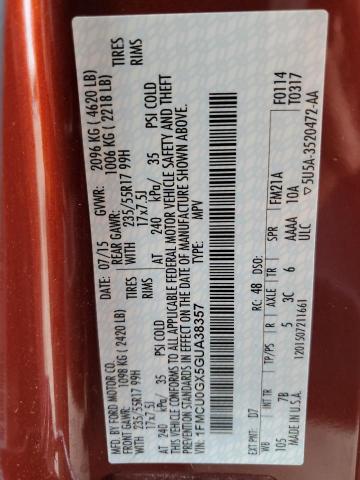 MFD. BY FORD MOTOR CO.
DATE: 07/15 GVWR: 2096 KG ( 4620 LB)
FRONT GAWR: 1098 KG ( 2420 LB) REAR GAWR: 1006 KG ( 2218 LB)
235/55R17 99H TIRES WITH 235/55R17 99H TIRES
17x7.5J RIMS 17x7.5J RIMS
AT 240 kPa/ 35 PSI COLD AT 240 kPa/ 35 PSI COLD
THIS VEHICLE CONFORMS TO ALL APPLICABLE FEDERAL MOTOR VEHICLE SAFETY AND THEFT
PREVENTION STANDARDS IN EFFECT ON THE DATE OF MANUFACTURE SHOWN ABOVE.
VIN: 1FMCU0GX5GUA38357 TYPE: MPV
F0114
T0317
EXT PNT: D7 RC: 48 DSO: FM21A
WB INT TR TP/PS R AXLE TR SPR
105 7B 5 3C 6 AAAA 10A
MADE IN U.S.A. 12015072111661 ULC
▽5U5A-3520472-AA